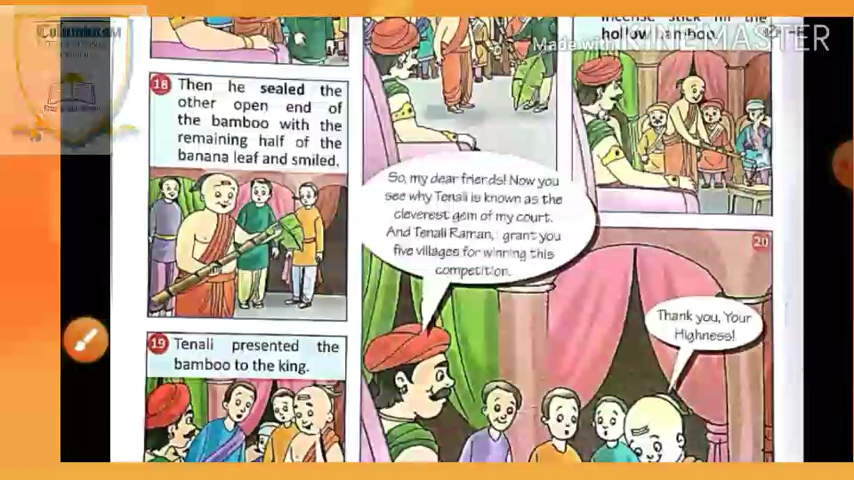 Columbus
Made with KINEMASTER
incense stick fill the
hollow bamboo.
18 Then he sealed the
other open end of
the bamboo with the
remaining half of the
banana leaf and smiled.
So, my dear friends! Now you
see why Tenali is known as the
cleverest gem of my court.
And Tenali Raman, I grant you
five villages for winning this
competition.
20
Thank you, Your
Highness!
19 Tenali presented the
bamboo to the king.